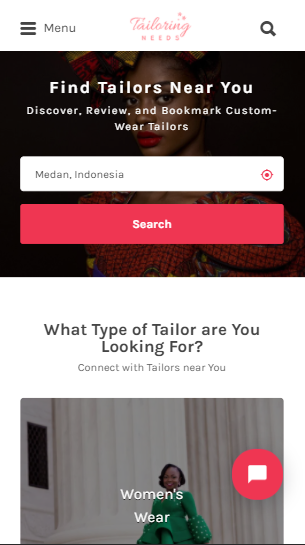 Menu
Tailoring
NEEDS
Find Tailors Near You
Discover, Review, and Bookmark Custom-
Wear Tailors
Medan, Indonesia
Search
What Type of Tailor are You
Looking For?
Connect with Tailors near You
Women's
Wear